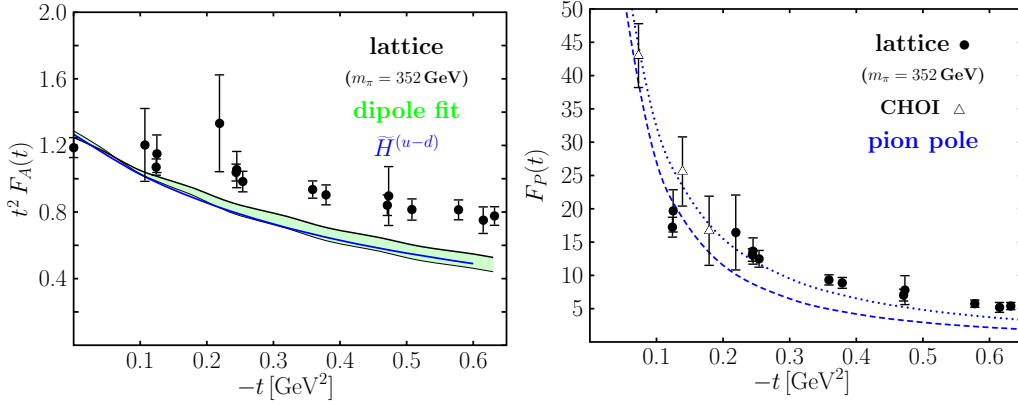 2.0
1.6
1.2
0.8
0.4
0.1
0.2
0.3
0.4
0.5
0.6
t² F_A(t)
−t [GeV²]
lattice
(m_π = 352 GeV)
dipole fit
H̃^(u−d)
50
45
40
35
30
25
20
15
10
5
0.1
0.2
0.3
0.4
0.5
0.6
F_P(t)
−t [GeV²]
lattice ●
(m_π = 352 GeV)
CHOI △
pion pole